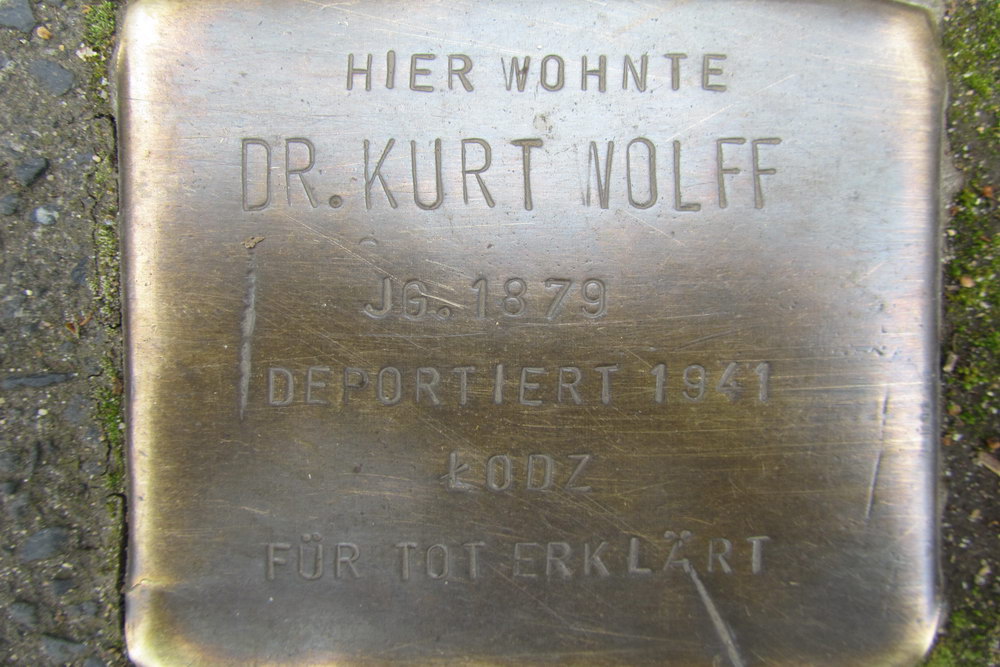 HIER WOHNTE
DR. KURT WOLFF
JG. 1879
DEPORTIERT 1941
ŁODZ
FÜR TOT ERKLÄRT